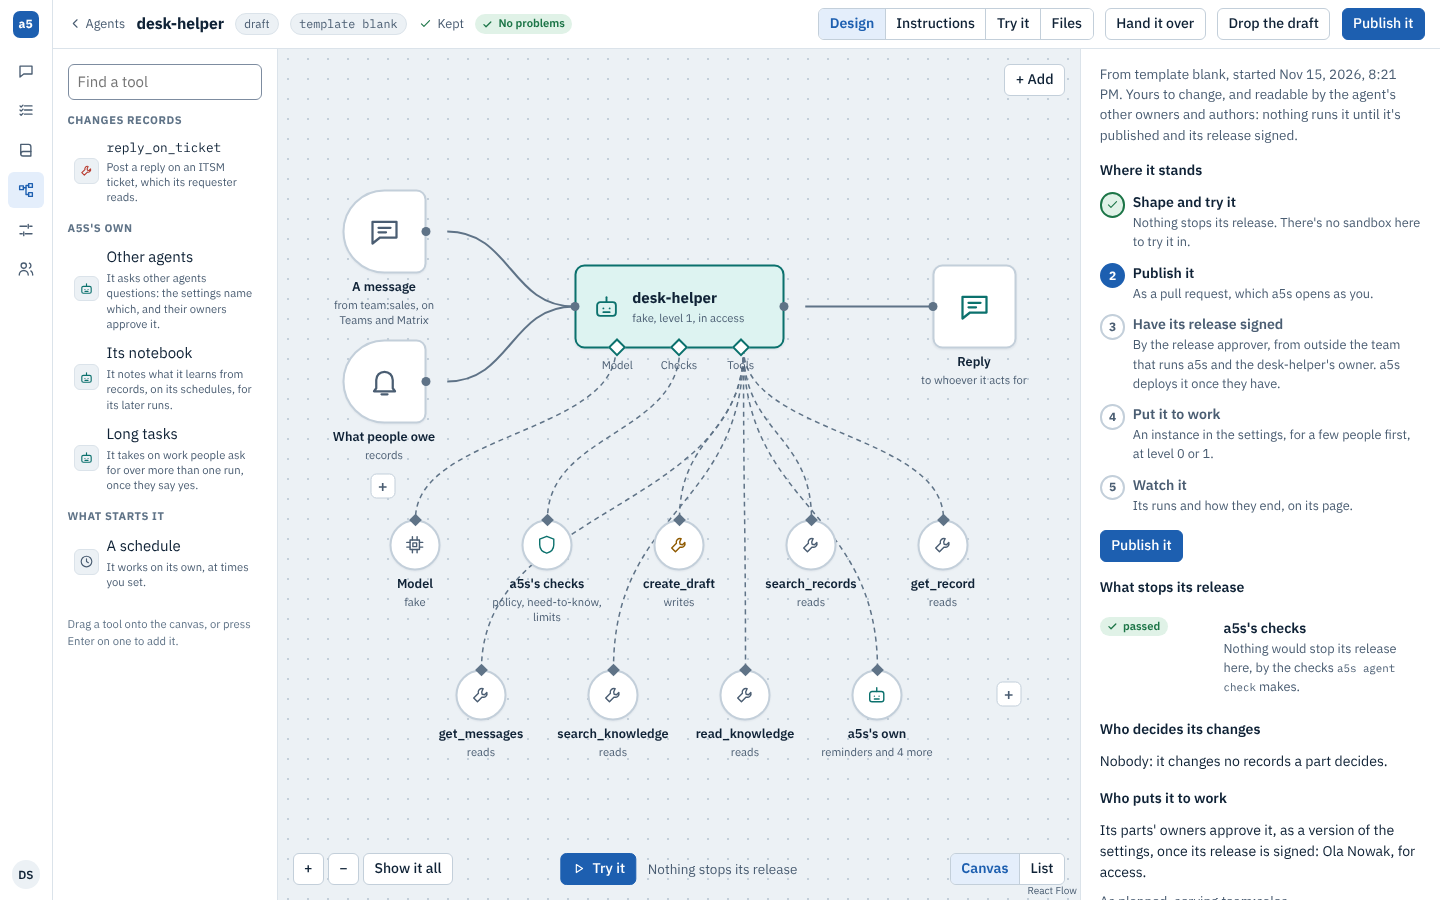 a5
Agents
desk-helper
draft
template blank
Kept
No problems
Design
Instructions
Try it
Files
Hand it over
Drop the draft
Publish it
Find a tool
CHANGES RECORDS
reply_on_ticket
Post a reply on an ITSM
ticket, which its requester
reads.
A5S'S OWN
Other agents
It asks other agents
questions: the settings name
which, and their owners
approve it.
Its notebook
It notes what it learns from
records, on its schedules, for
its later runs.
Long tasks
It takes on work people ask
for over more than one run,
once they say yes.
WHAT STARTS IT
A schedule
It works on its own, at times
you set.
Drag a tool onto the canvas, or press
Enter on one to add it.
DS
+ Add
A message
from team:sales, on
Teams and Matrix
What people owe
records
+
desk-helper
fake, level 1, in access
Model
Checks
Tools
Reply
to whoever it acts for
Model
fake
a5s's checks
policy, need-to-know,
limits
create_draft
writes
search_records
reads
get_record
reads
get_messages
reads
search_knowledge
reads
read_knowledge
reads
a5s's own
reminders and 4 more
+
+
−
Show it all
Try it
Nothing stops its release
Canvas
List
React Flow
From template blank, started Nov 15, 2026, 8:21
PM. Yours to change, and readable by the agent's
other owners and authors: nothing runs it until it's
published and its release signed.
Where it stands
Shape and try it
Nothing stops its release. There's no sandbox here
to try it in.
2
Publish it
As a pull request, which a5s opens as you.
3
Have its release signed
By the release approver, from outside the team
that runs a5s and the desk-helper's owner. a5s
deploys it once they have.
4
Put it to work
An instance in the settings, for a few people first,
at level 0 or 1.
5
Watch it
Its runs and how they end, on its page.
Publish it
What stops its release
passed
a5s's checks
Nothing would stop its release
here, by the checks a5s agent
check makes.
Who decides its changes
Nobody: it changes no records a part decides.
Who puts it to work
Its parts' owners approve it, as a version of the
settings, once its release is signed: Ola Nowak, for
access.